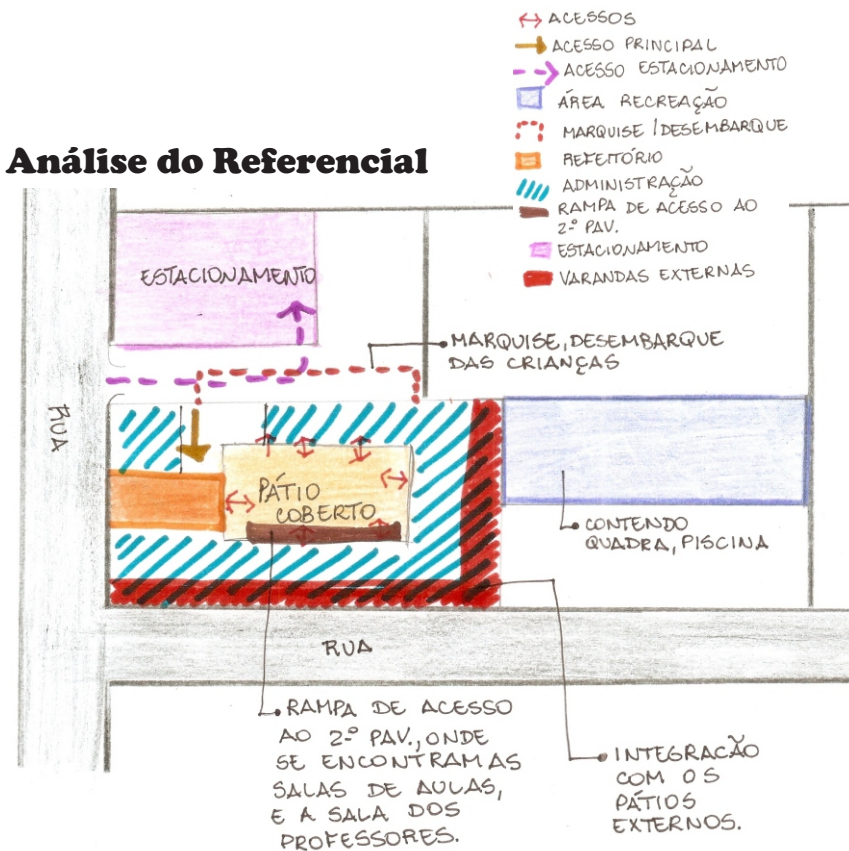 ACESSOS
ACESSO PRINCIPAL
ACESSO ESTACIONAMENTO
ÁREA RECREAÇÃO
MARQUISE / DESEMBARQUE
REFEITÓRIO
ADMINISTRAÇÃO
RAMPA DE ACESSO AO
2º PAV.
ESTACIONAMENTO
VARANDAS EXTERNAS
Análise do Referencial
ESTACIONAMENTO
MARQUISE, DESEMBARQUE
DAS CRIANÇAS
RUA
PÁTIO
COBERTO
CONTENDO
QUADRA, PISCINA
RUA
RAMPA DE ACESSO
AO 2º PAV., ONDE
SE ENCONTRAM AS
SALAS DE AULAS,
E A SALA DOS
PROFESSORES.
INTEGRACÃO
COM OS
PÁTIOS
EXTERNOS.